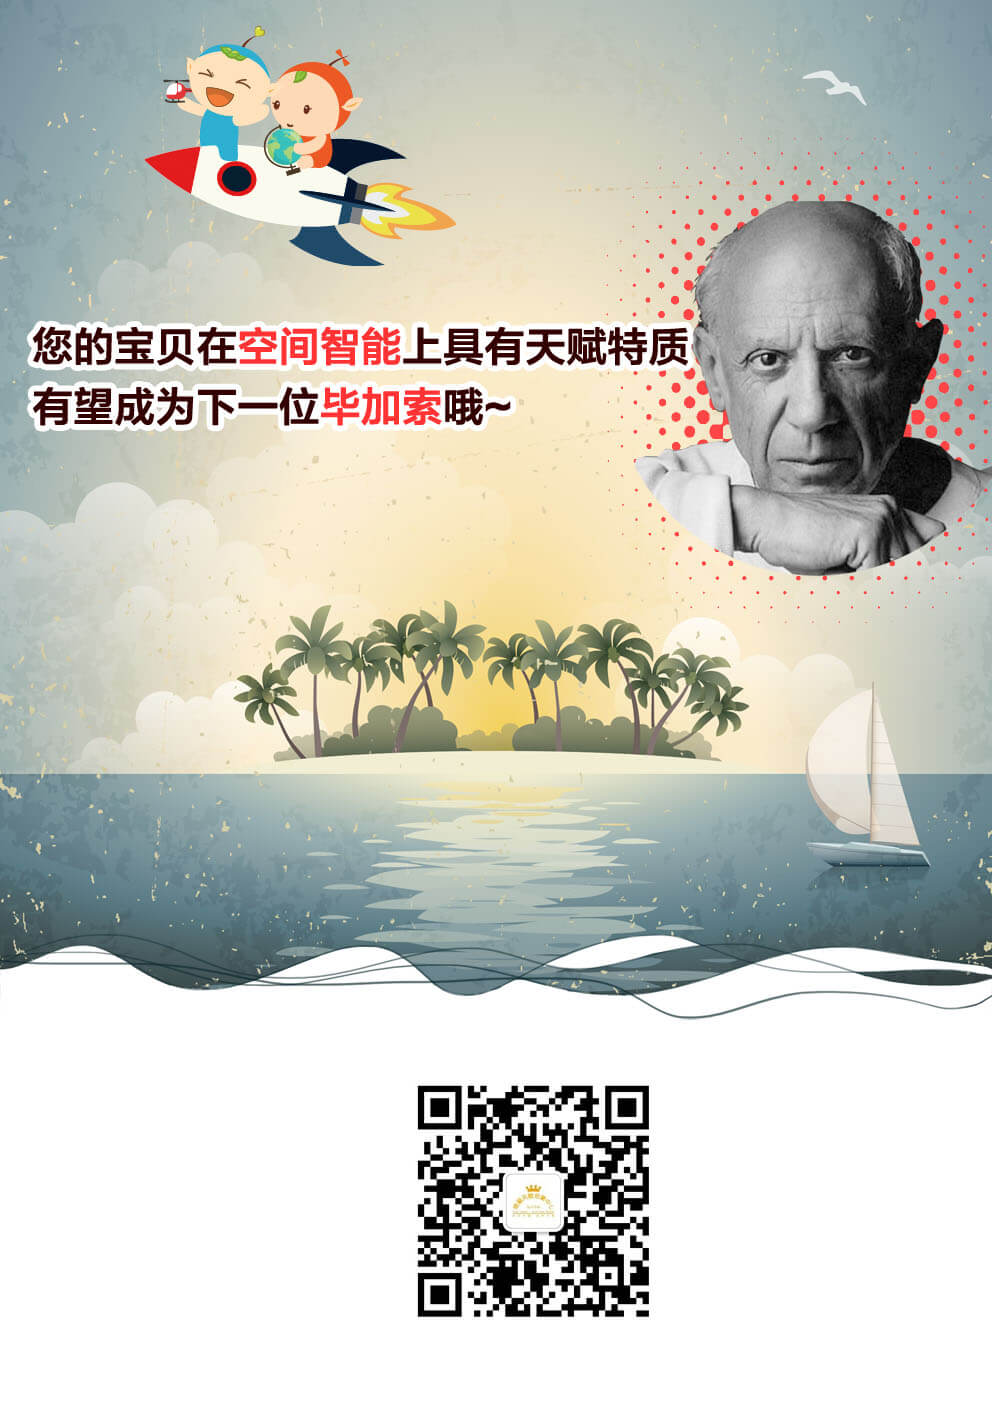 您的宝贝在空间智能上具有天赋特质
有望成为下一位毕加索哦~